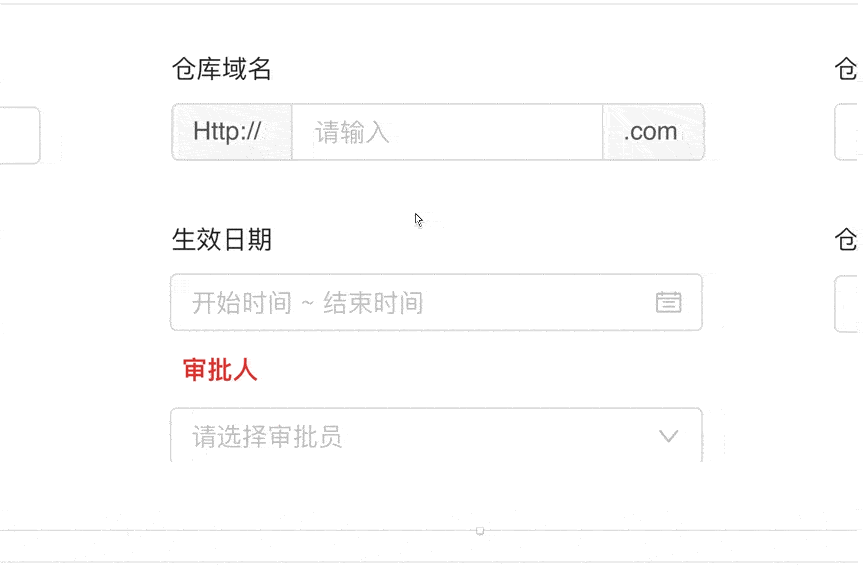 仓库域名
仓
Http:// 请输入 .com
生效日期
仓
开始时间 ~ 结束时间
审批人
请选择审批员